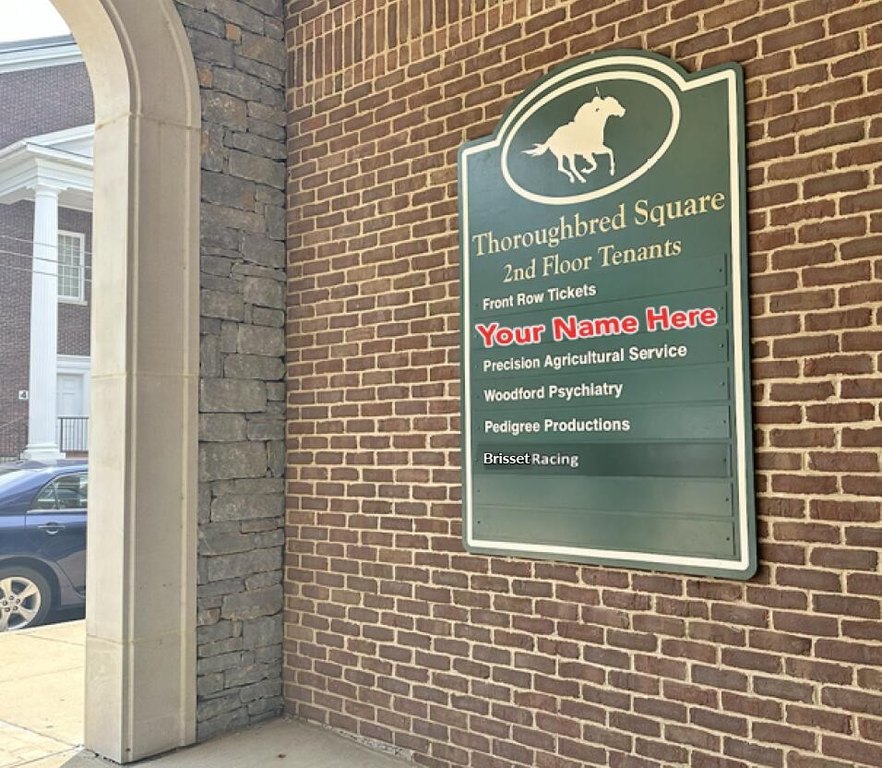 Thoroughbred Square
2nd Floor Tenants
Front Row Tickets
Your Name Here
Precision Agricultural Service
Woodford Psychiatry
Pedigree Productions
Brisset Racing
4